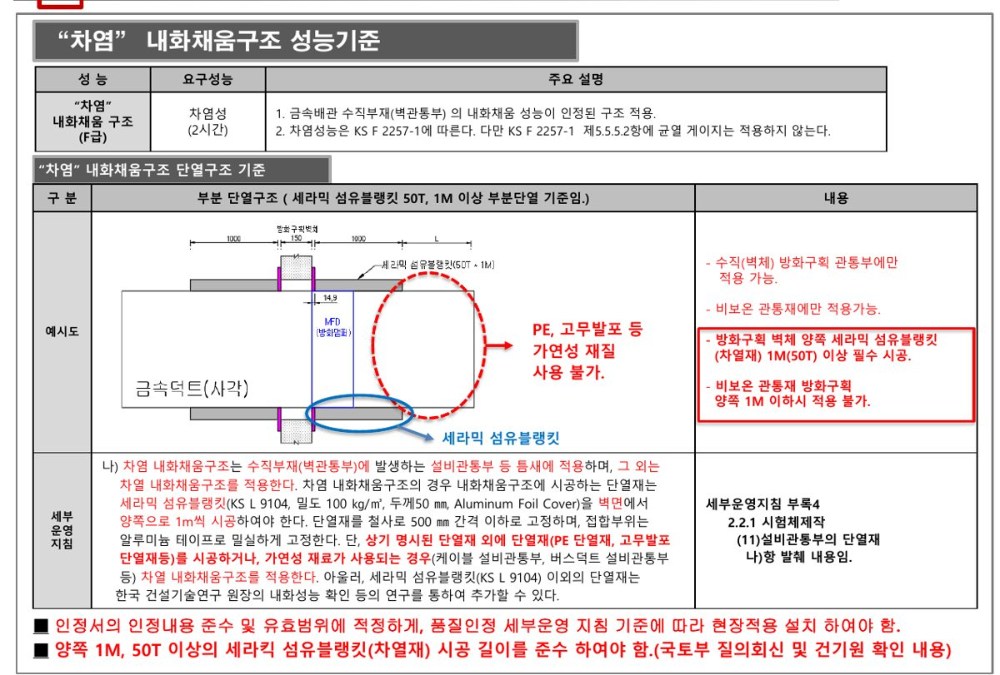 “차염” 내화채움구조 성능기준
성 능
요구성능
주요 설명
“차염”
내화채움 구조
(F급)
차염성
(2시간)
1. 금속배관 수직부재(벽관통부) 의 내화채움 성능이 인정된 구조 적용.
2. 차염성능은 KS F 2257-1에 따른다. 다만 KS F 2257-1 제5.5.5.2항에 균열 게이지는 적용하지 않는다.
“차염” 내화채움구조 단열구조 기준
구 분
부분 단열구조 ( 세라믹 섬유블랭킷 50T, 1M 이상 부분단열 기준임.)
내용
예시도
방화구획벽체
1000
150
1000
L
세라믹 섬유블랭킷(50T * 1M)
14,9
MFD
(방화댐퍼)
금속덕트(사각)
PE, 고무발포 등
가연성 재질
사용 불가.
세라믹 섬유블랭킷
- 수직(벽체) 방화구획 관통부에만
적용 가능.
- 비보온 관통재에만 적용가능.
- 방화구획 벽체 양쪽 세라믹 섬유블랭킷
(차열재) 1M(50T) 이상 필수 시공.
- 비보온 관통재 방화구획
양쪽 1M 이하시 적용 불가.
세부
운영
지침
나) 차염 내화채움구조는 수직부재(벽관통부)에 발생하는 설비관통부 등 틈새에 적용하며, 그 외는
차열 내화채움구조를 적용한다. 차염 내화채움구조의 경우 내화채움구조에 시공하는 단열재는
세라믹 섬유블랭킷(KS L 9104, 밀도 100 kg/㎥, 두께50 ㎜, Aluminum Foil Cover)을 벽면에서
양쪽으로 1m씩 시공하여야 한다. 단열재를 철사로 500 ㎜ 간격 이하로 고정하며, 접합부위는
알루미늄 테이프로 밀실하게 고정한다. 단, 상기 명시된 단열재 외에 단열재(PE 단열재, 고무발포
단열재등)를 시공하거나, 가연성 재료가 사용되는 경우(케이블 설비관통부, 버스덕트 설비관통부
등) 차열 내화채움구조를 적용한다. 아울러, 세라믹 섬유블랭킷(KS L 9104) 이외의 단열재는
한국 건설기술연구 원장의 내화성능 확인 등의 연구를 통하여 추가할 수 있다.
세부운영지침 부록4
2.2.1 시험체제작
(11)설비관통부의 단열재
나)항 발췌 내용임.
■ 인정서의 인정내용 준수 및 유효범위에 적정하게, 품질인정 세부운영 지침 기준에 따라 현장적용 설치 하여야 함.
■ 양쪽 1M, 50T 이상의 세라킥 섬유블랭킷(차열재) 시공 길이를 준수 하여야 함.(국토부 질의회신 및 건기원 확인 내용)